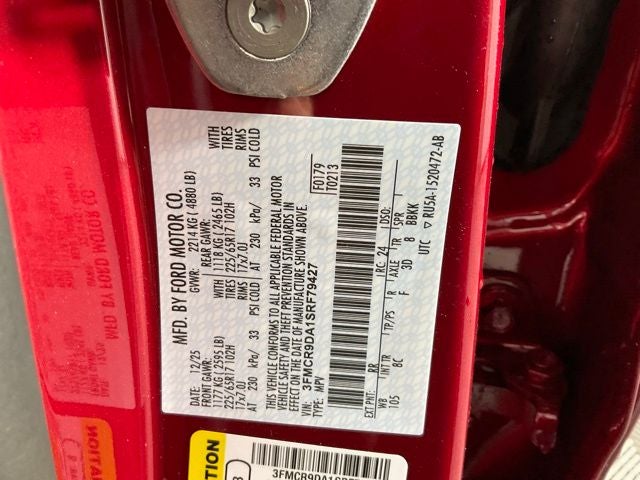 MFD. BY FORD MOTOR CO.
DATE: 12/25
GVWR: 2214 KG ( 4880 LB)
FRONT GAWR:
REAR GAWR:
1177 KG ( 2595 LB)
1118 KG ( 2465 LB)
WITH
225/65R17 102H
225/65R17 102H
TIRES
17x7.0J
17x7.0J
RIMS
AT 230 kPa/ 33 PSI COLD
AT 230 kPa/ 33 PSI COLD
THIS VEHICLE CONFORMS TO ALL APPLICABLE FEDERAL MOTOR
VEHICLE SAFETY AND THEFT PREVENTION STANDARDS IN
EFFECT ON THE DATE OF MANUFACTURE SHOWN ABOVE.
VIN: 3FMCR9DA1SRF79427
TYPE: MPV
F0179
T0213
EXT PNT: RR
RC: 24
DSO:
WB
INT TR
TP/PS
R
AXLE
TR
SPR
105
8C
F
3D
8
BBKK
UTC
RU5A-1520472-AB
3FMCR9DA1SRF